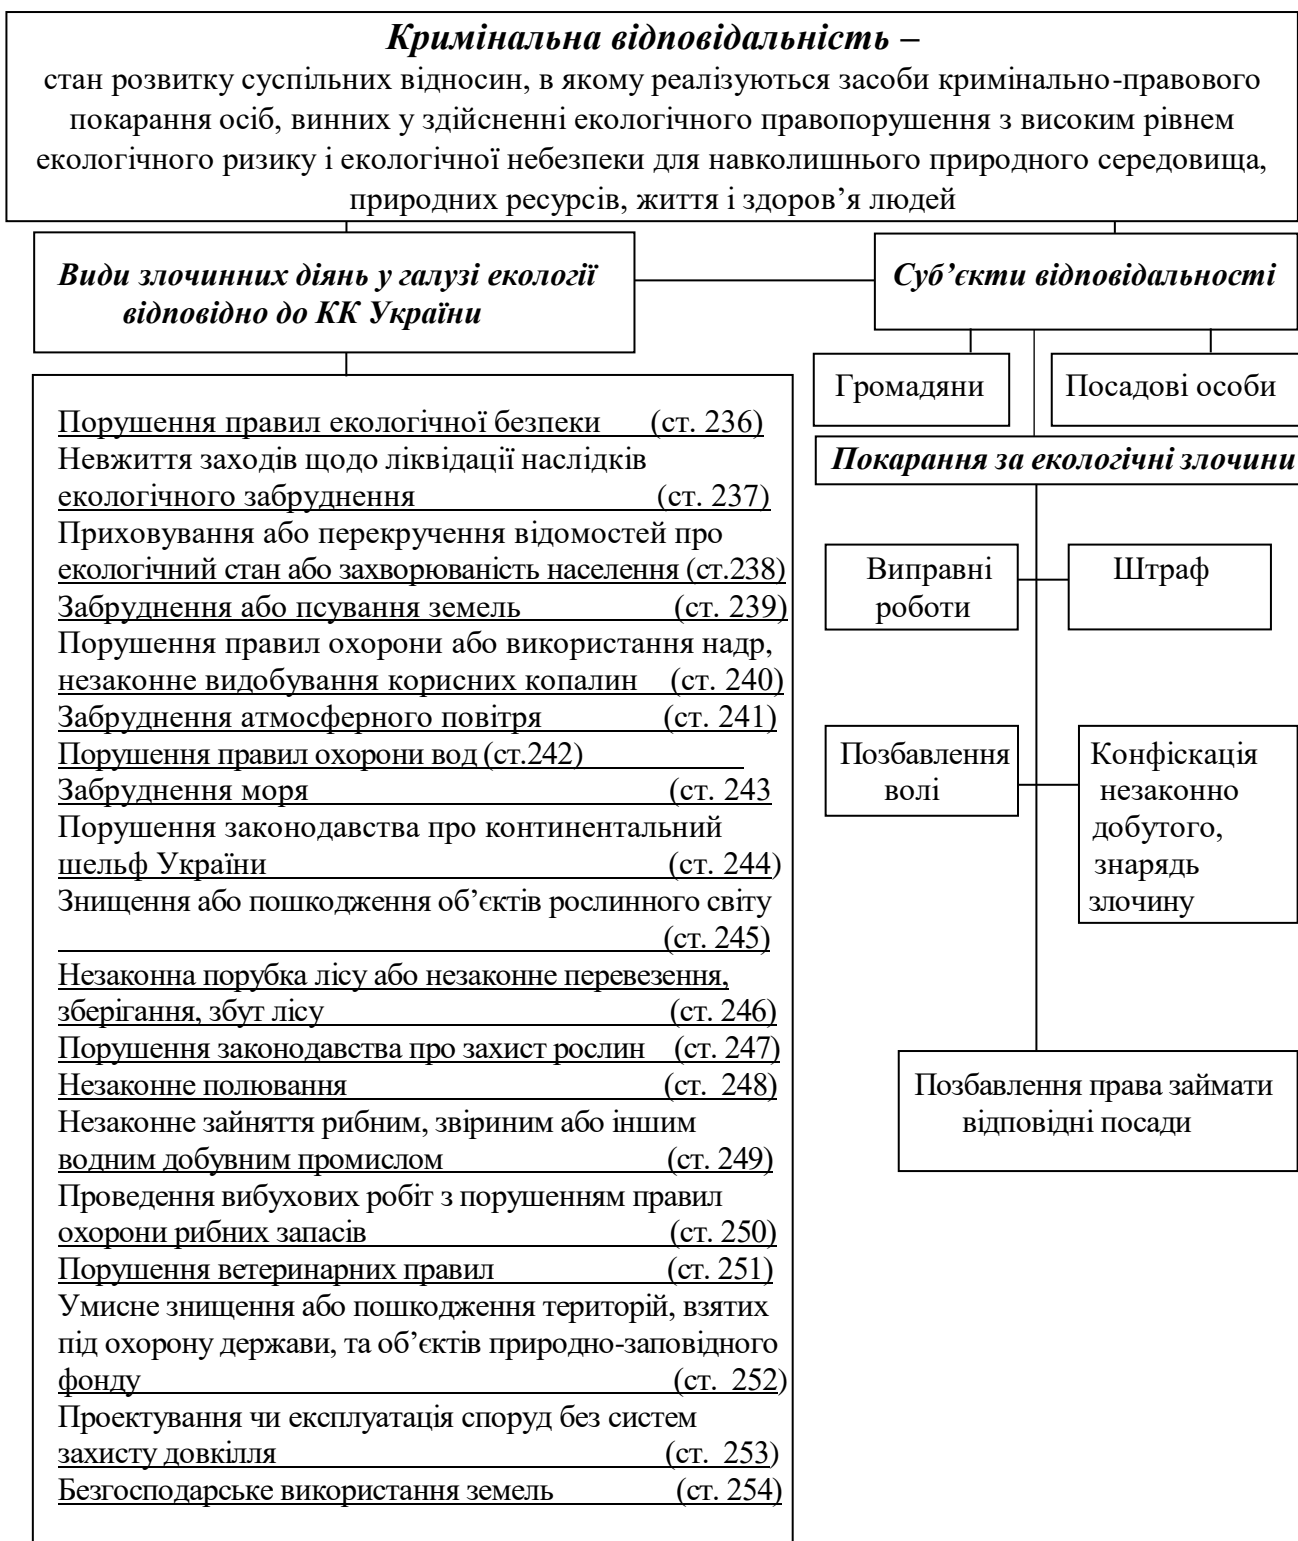 Кримінальна відповідальність –
стан розвитку суспільних відносин, в якому реалізуються засоби кримінально-правового
покарання осіб, винних у здійсненні екологічного правопорушення з високим рівнем
екологічного ризику і екологічної небезпеки для навколишнього природного середовища,
природних ресурсів, життя і здоров’я людей
Види злочинних діянь у галузі екології
відповідно до КК України
Порушення правил екологічної безпеки (ст. 236)
Невжиття заходів щодо ліквідації наслідків
екологічного забруднення (ст. 237)
Приховування або перекручення відомостей про
екологічний стан або захворюваність населення (ст.238)
Забруднення або псування земель (ст. 239)
Порушення правил охорони або використання надр,
незаконне видобування корисних копалин (ст. 240)
Забруднення атмосферного повітря (ст. 241)
Порушення правил охорони вод (ст.242)
Забруднення моря (ст. 243
Порушення законодавства про континентальний
шельф України (ст. 244)
Знищення або пошкодження об’єктів рослинного світу
(ст. 245)
Незаконна порубка лісу або незаконне перевезення,
зберігання, збут лісу (ст. 246)
Порушення законодавства про захист рослин (ст. 247)
Незаконне полювання (ст. 248)
Незаконне зайняття рибним, звіриним або іншим
водним добувним промислом (ст. 249)
Проведення вибухових робіт з порушенням правил
охорони рибних запасів (ст. 250)
Порушення ветеринарних правил (ст. 251)
Умисне знищення або пошкодження територій, взятих
під охорону держави, та об’єктів природно-заповідного
фонду (ст. 252)
Проектування чи експлуатація споруд без систем
захисту довкілля (ст. 253)
Безгосподарське використання земель (ст. 254)
Суб’єкти відповідальності
Громадяни
Посадові особи
Покарання за екологічні злочини
Виправні
роботи
Штраф
Позбавлення
волі
Конфіскація
незаконно
добутого,
знарядь
злочину
Позбавлення права займати
відповідні посади